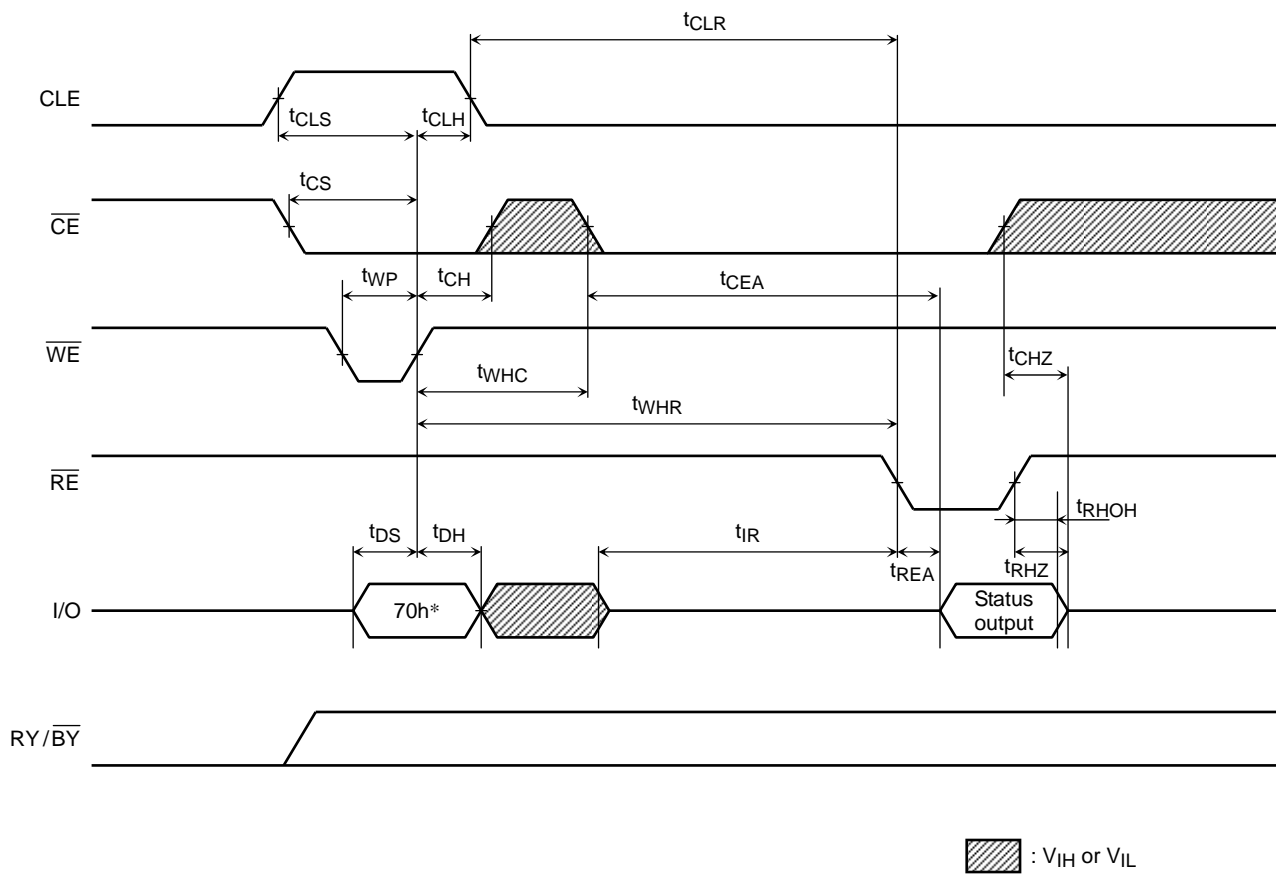 tCLR
CLE
tCLS
tCLH
tCS
CE
tWP
tCH
tCEA
WE
tCHZ
tWHC
tWHR
RE
tRHOH
tDS
tDH
tIR
tREA
tRHZ
I/O
70h*
Status
output
RY/BY
: VIH or VIL